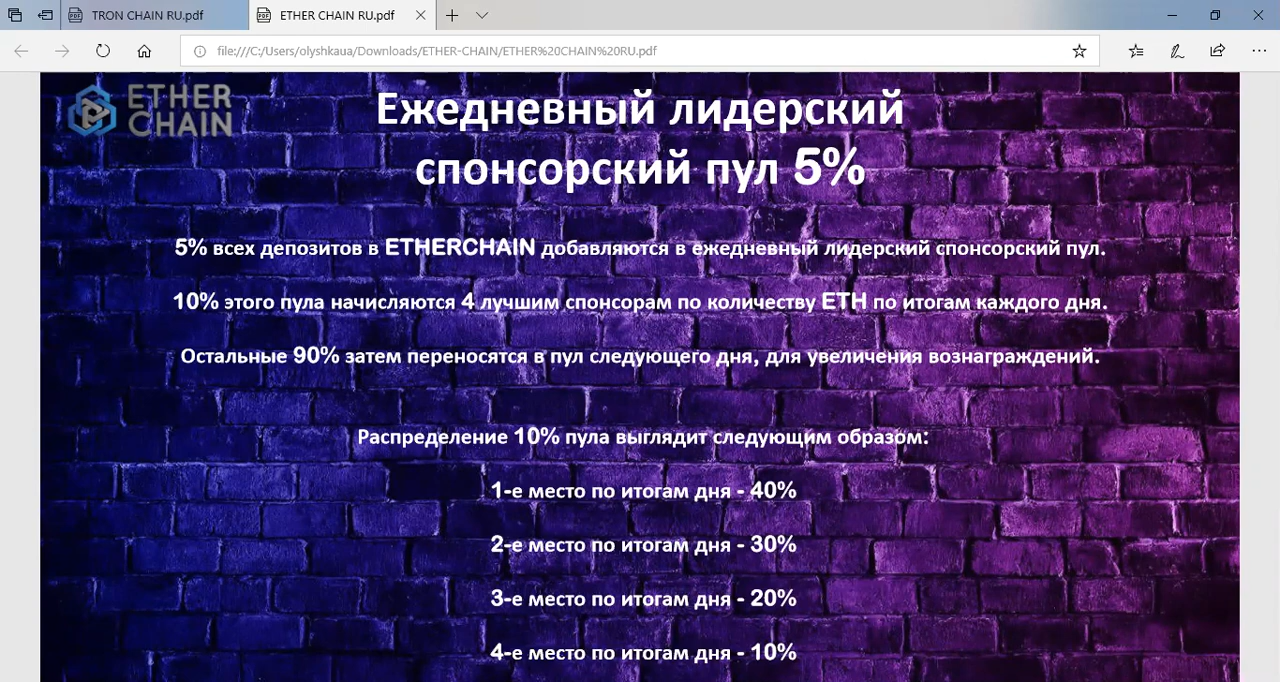 TRON CHAIN RU.pdf
ETHER CHAIN RU.pdf
file:///C:/Users/olyshkaua/Downloads/ETHER-CHAIN/ETHER%20CHAIN%20RU.pdf
ETHER
CHAIN
Ежедневный лидерский
спонсорский пул 5%
5% всех депозитов в ETHERCHAIN добавляются в ежедневный лидерский спонсорский пул.
10% этого пула начисляются 4 лучшим спонсорам по количеству ETH по итогам каждого дня.
Остальные 90% затем переносятся в пул следующего дня, для увеличения вознаграждений.
Распределение 10% пула выглядит следующим образом:
1-е место по итогам дня - 40%
2-е место по итогам дня - 30%
3-е место по итогам дня - 20%
4-е место по итогам дня - 10%